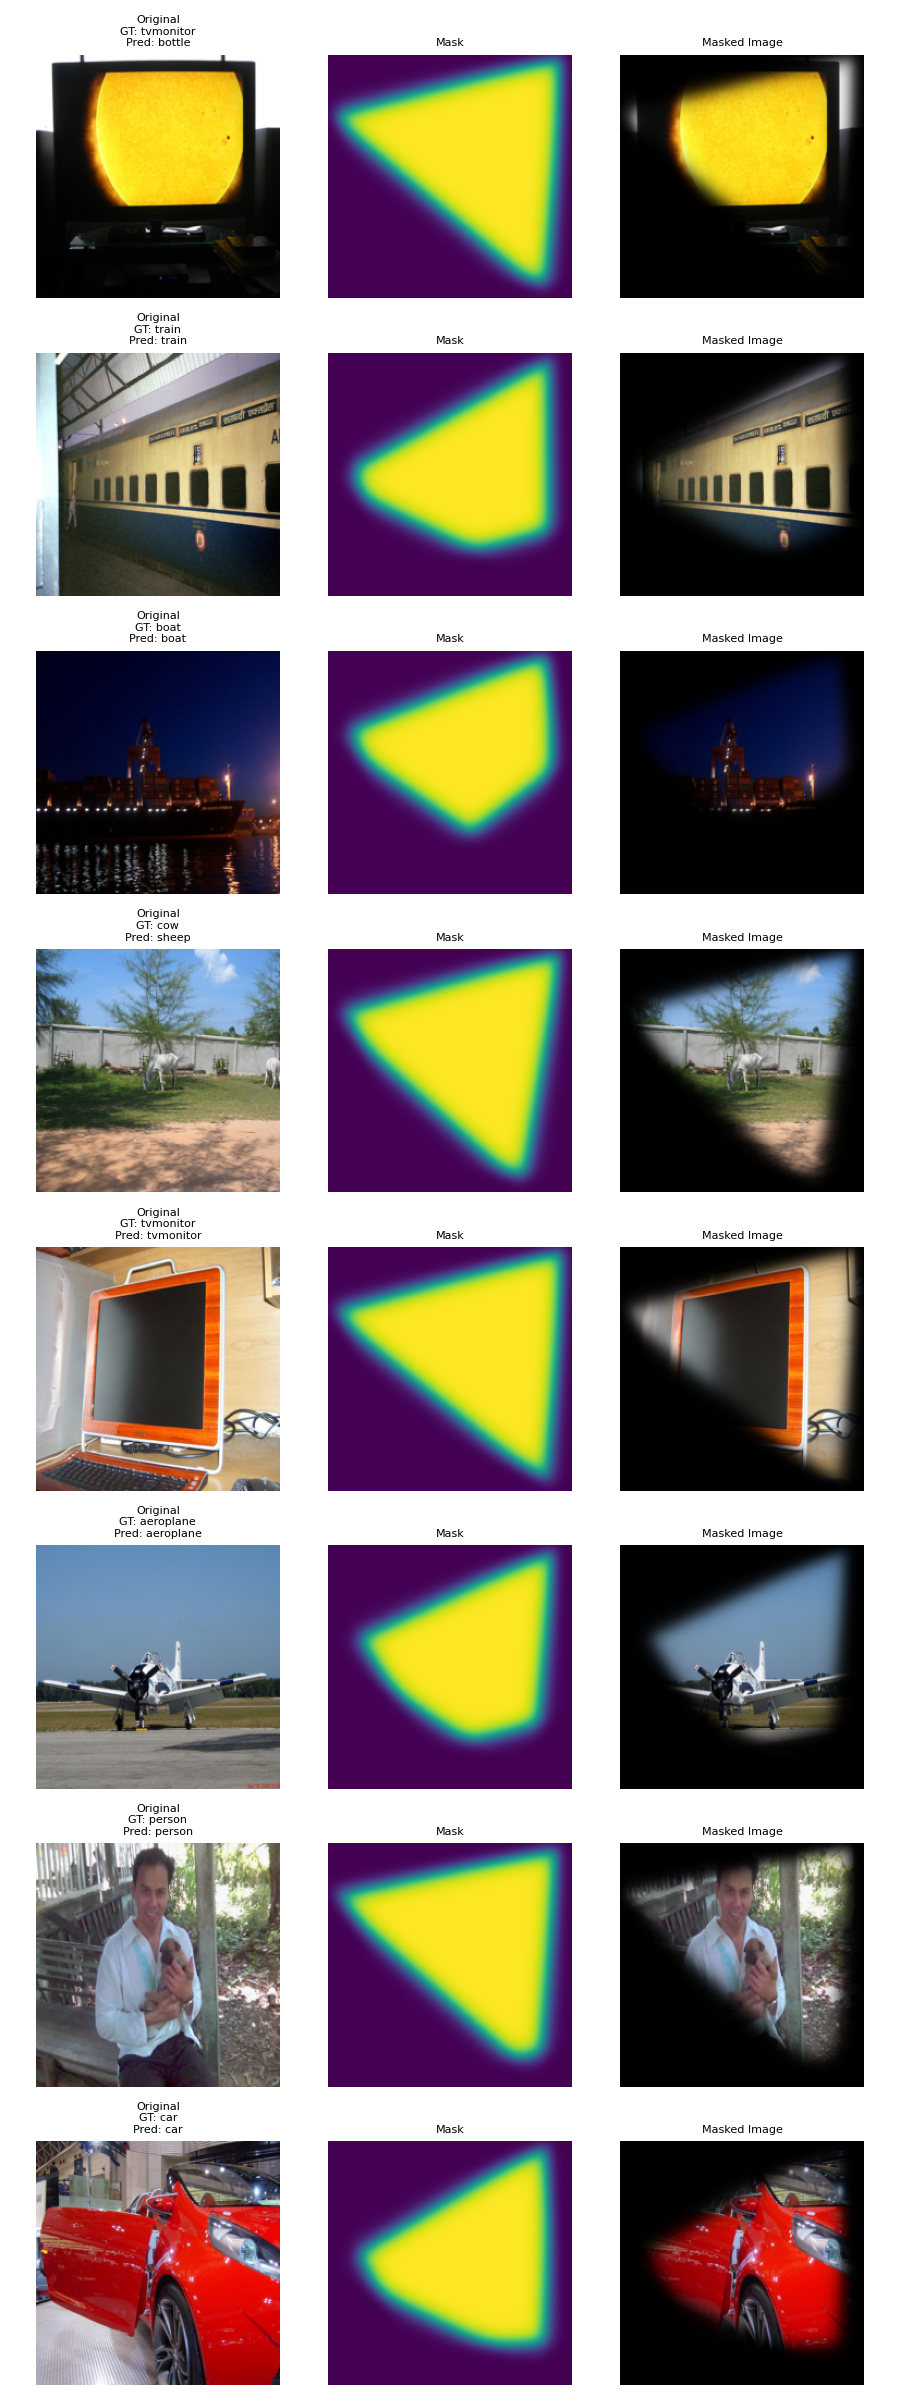 Original
GT: tvmonitor
Pred: bottle
Mask
Masked Image
Original
GT: train
Pred: train
Mask
Masked Image
Original
GT: boat
Pred: boat
Mask
Masked Image
Original
GT: cow
Pred: sheep
Mask
Masked Image
Original
GT: tvmonitor
Pred: tvmonitor
Mask
Masked Image
Original
GT: aeroplane
Pred: aeroplane
Mask
Masked Image
Original
GT: person
Pred: person
Mask
Masked Image
Original
GT: car
Pred: car
Mask
Masked Image